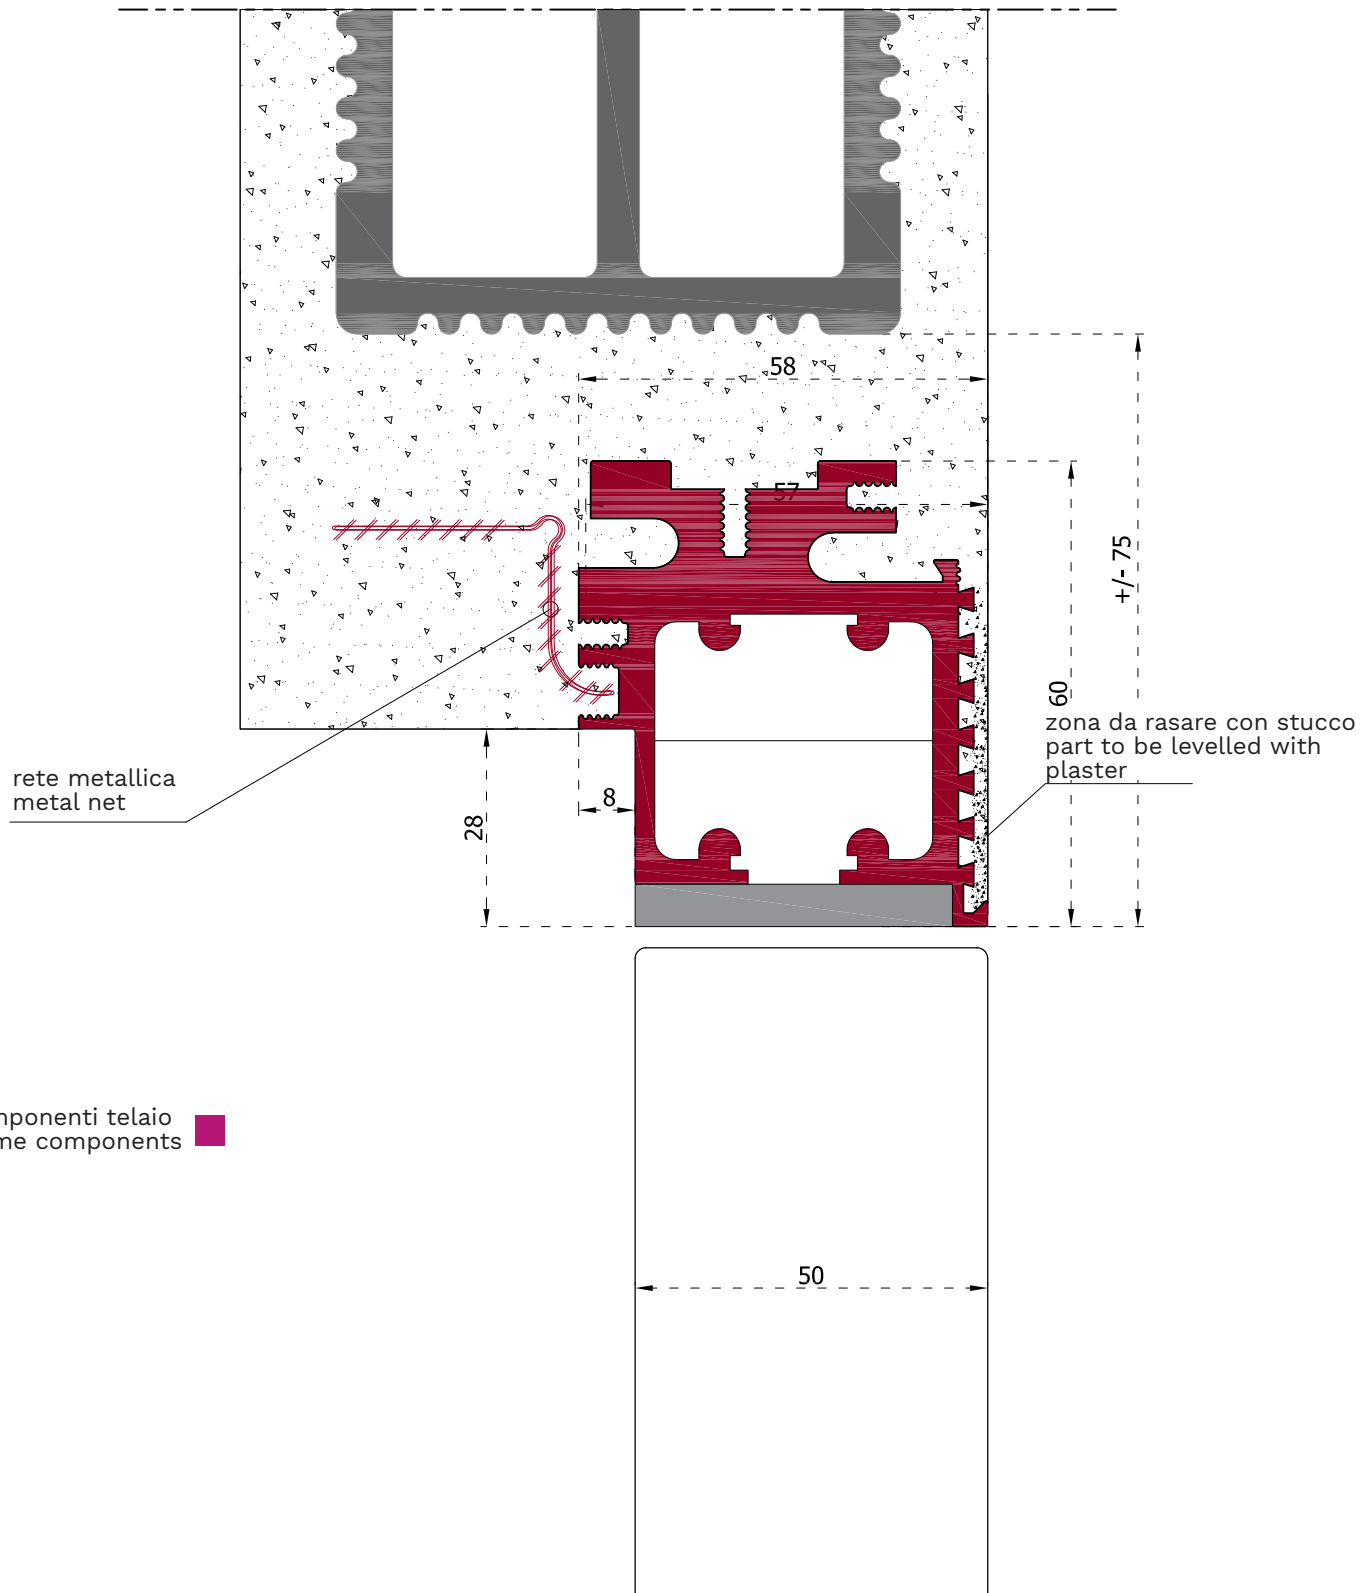 58
57
+/- 75
60
zona da rasare con stucco
part to be levelled with
plaster
rete metallica
metal net
8
28
mponenti telaio
me components
50